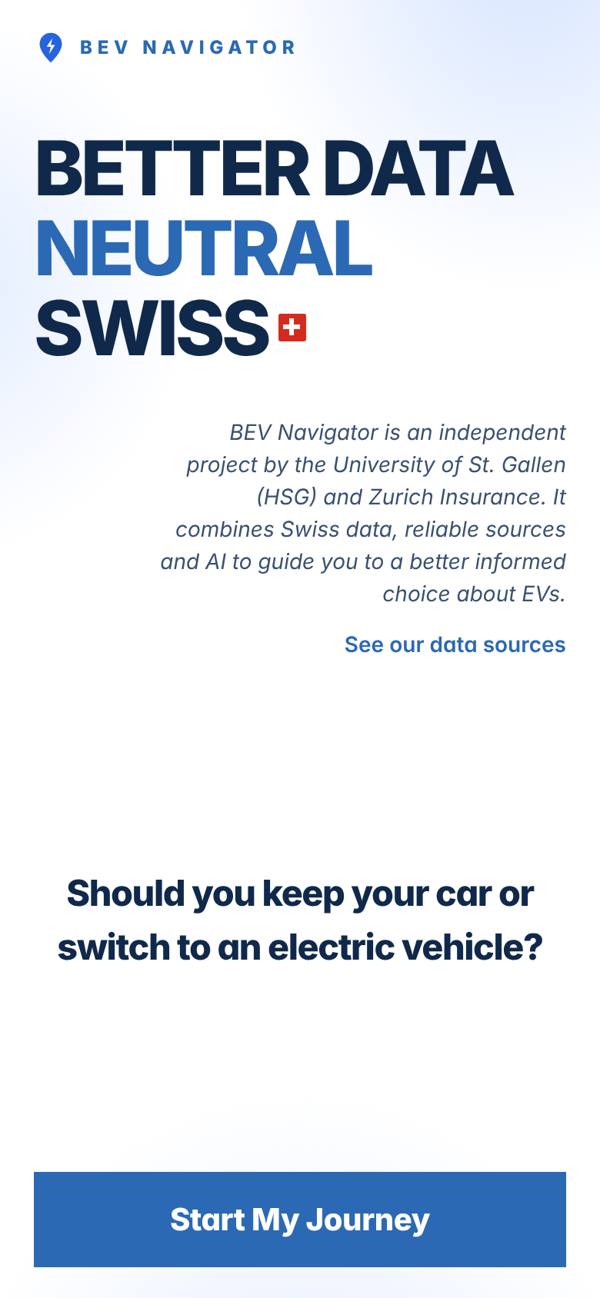 BEV NAVIGATOR
BETTER DATA
NEUTRAL
SWISS
BEV Navigator is an independent
project by the University of St. Gallen
(HSG) and Zurich Insurance. It
combines Swiss data, reliable sources
and AI to guide you to a better informed
choice about EVs.
See our data sources
Should you keep your car or
switch to an electric vehicle?
Start My Journey